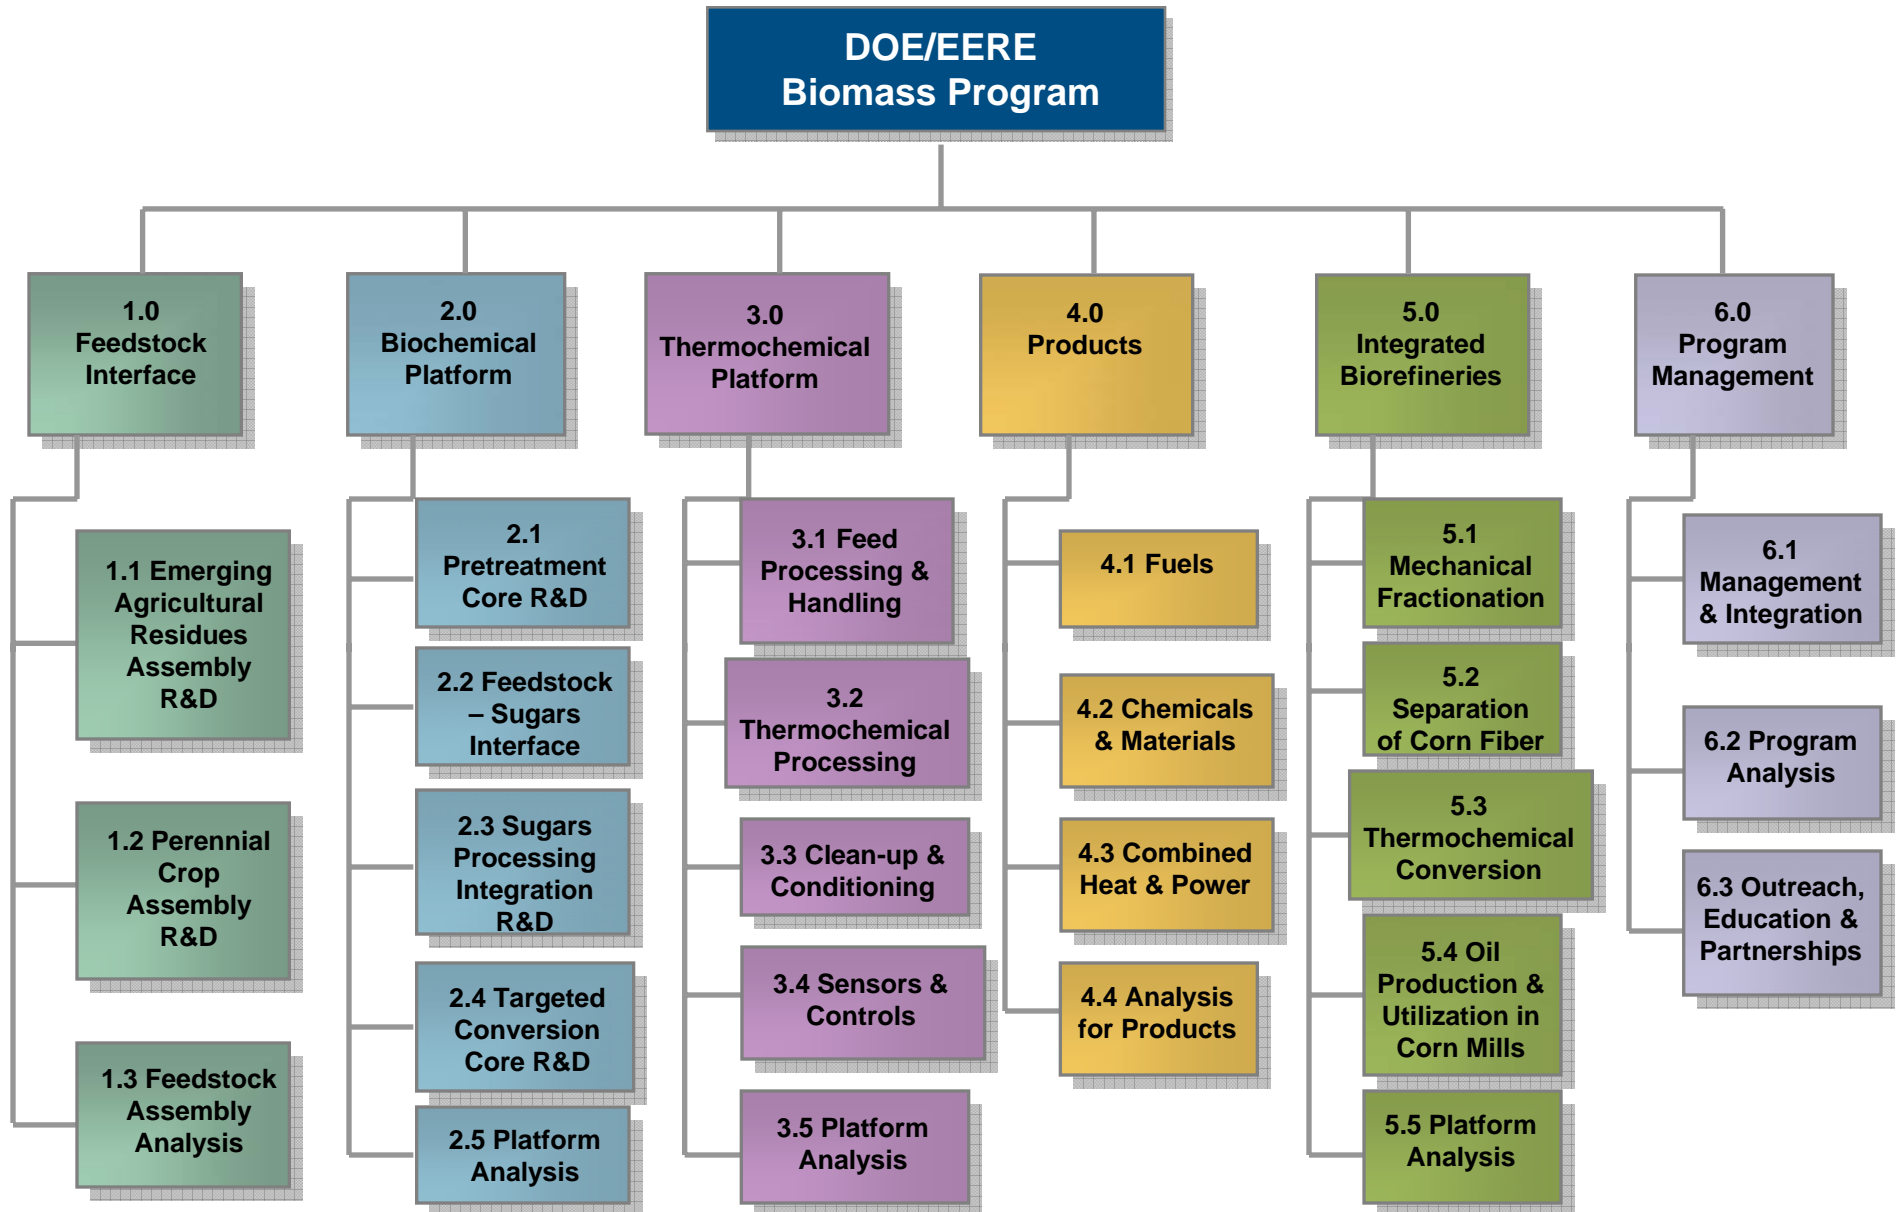 DOE/EERE
Biomass Program
1.0
Feedstock
Interface
2.0
Biochemical
Platform
3.0
Thermochemical
Platform
4.0
Products
5.0
Integrated
Biorefineries
6.0
Program
Management
1.1 Emerging
Agricultural
Residues
Assembly
R&D
1.2 Perennial
Crop
Assembly
R&D
1.3 Feedstock
Assembly
Analysis
2.1
Pretreatment
Core R&D
2.2 Feedstock
– Sugars
Interface
2.3 Sugars
Processing
Integration
R&D
2.4 Targeted
Conversion
Core R&D
2.5 Platform
Analysis
3.1 Feed
Processing &
Handling
3.2
Thermochemical
Processing
3.3 Clean-up &
Conditioning
3.4 Sensors &
Controls
3.5 Platform
Analysis
4.1 Fuels
4.2 Chemicals
& Materials
4.3 Combined
Heat & Power
4.4 Analysis
for Products
5.1
Mechanical
Fractionation
5.2
Separation
of Corn Fiber
5.3
Thermochemical
Conversion
5.4 Oil
Production &
Utilization in
Corn Mills
5.5 Platform
Analysis
6.1
Management
& Integration
6.2 Program
Analysis
6.3 Outreach,
Education &
Partnerships